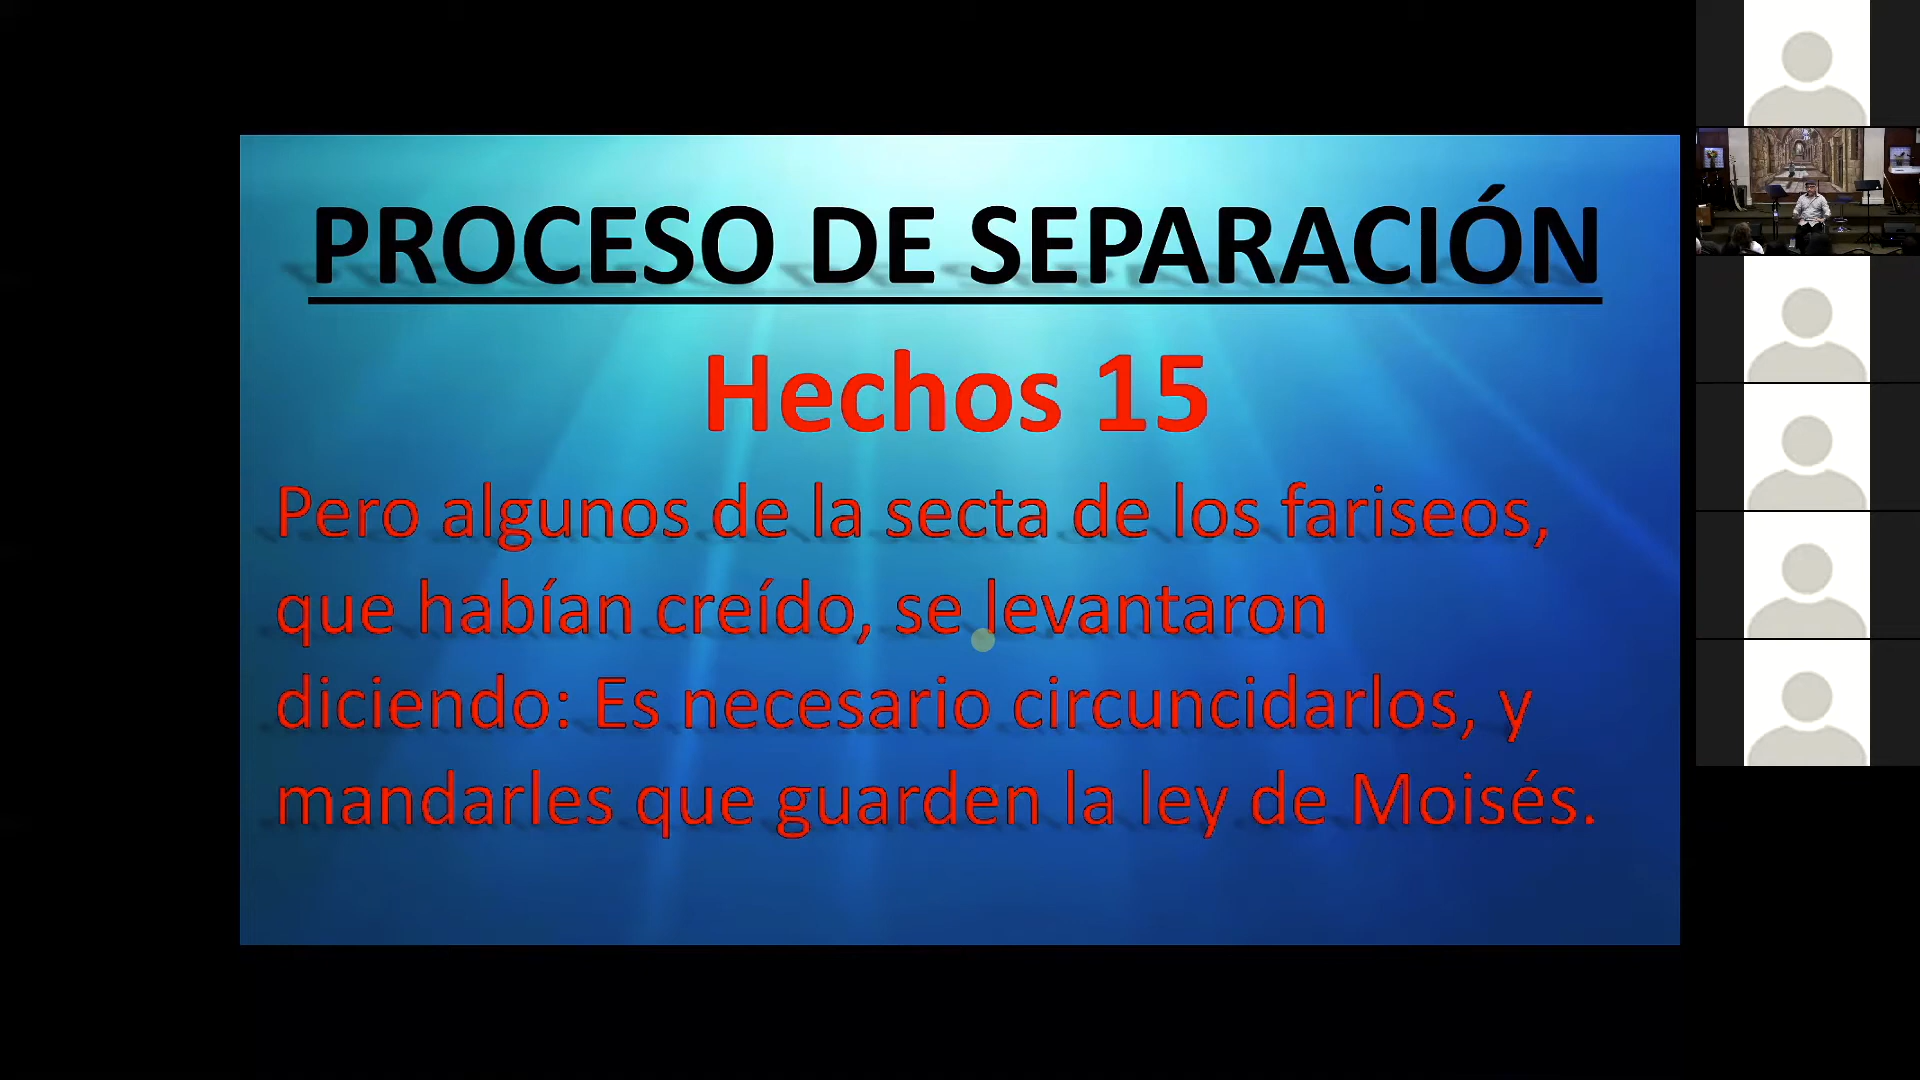 PROCESO DE SEPARACIÓN
Hechos 15
Pero algunos de la secta de los fariseos,
que habían creído, se levantaron
diciendo: Es necesario circuncidarlos, y
mandarles que guarden la ley de Moisés.